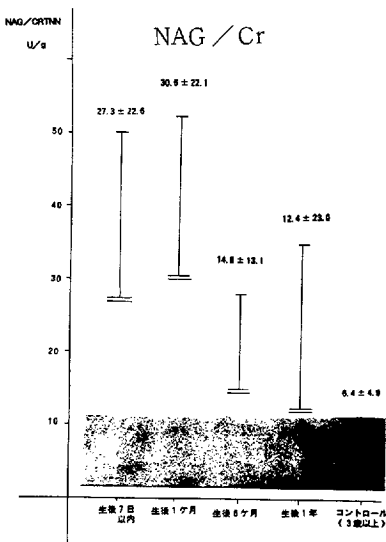 NAG/CRTNN
U/g
NAG/Cr
30.6±22.1
27.3±22.6
50
12.4±23.0
40
14.8±13.1
30
20
6.4±4.9
10
生後7日
以内
生後1ケ月
生後6ケ月
生後1年
コントロール
(3歳以上)